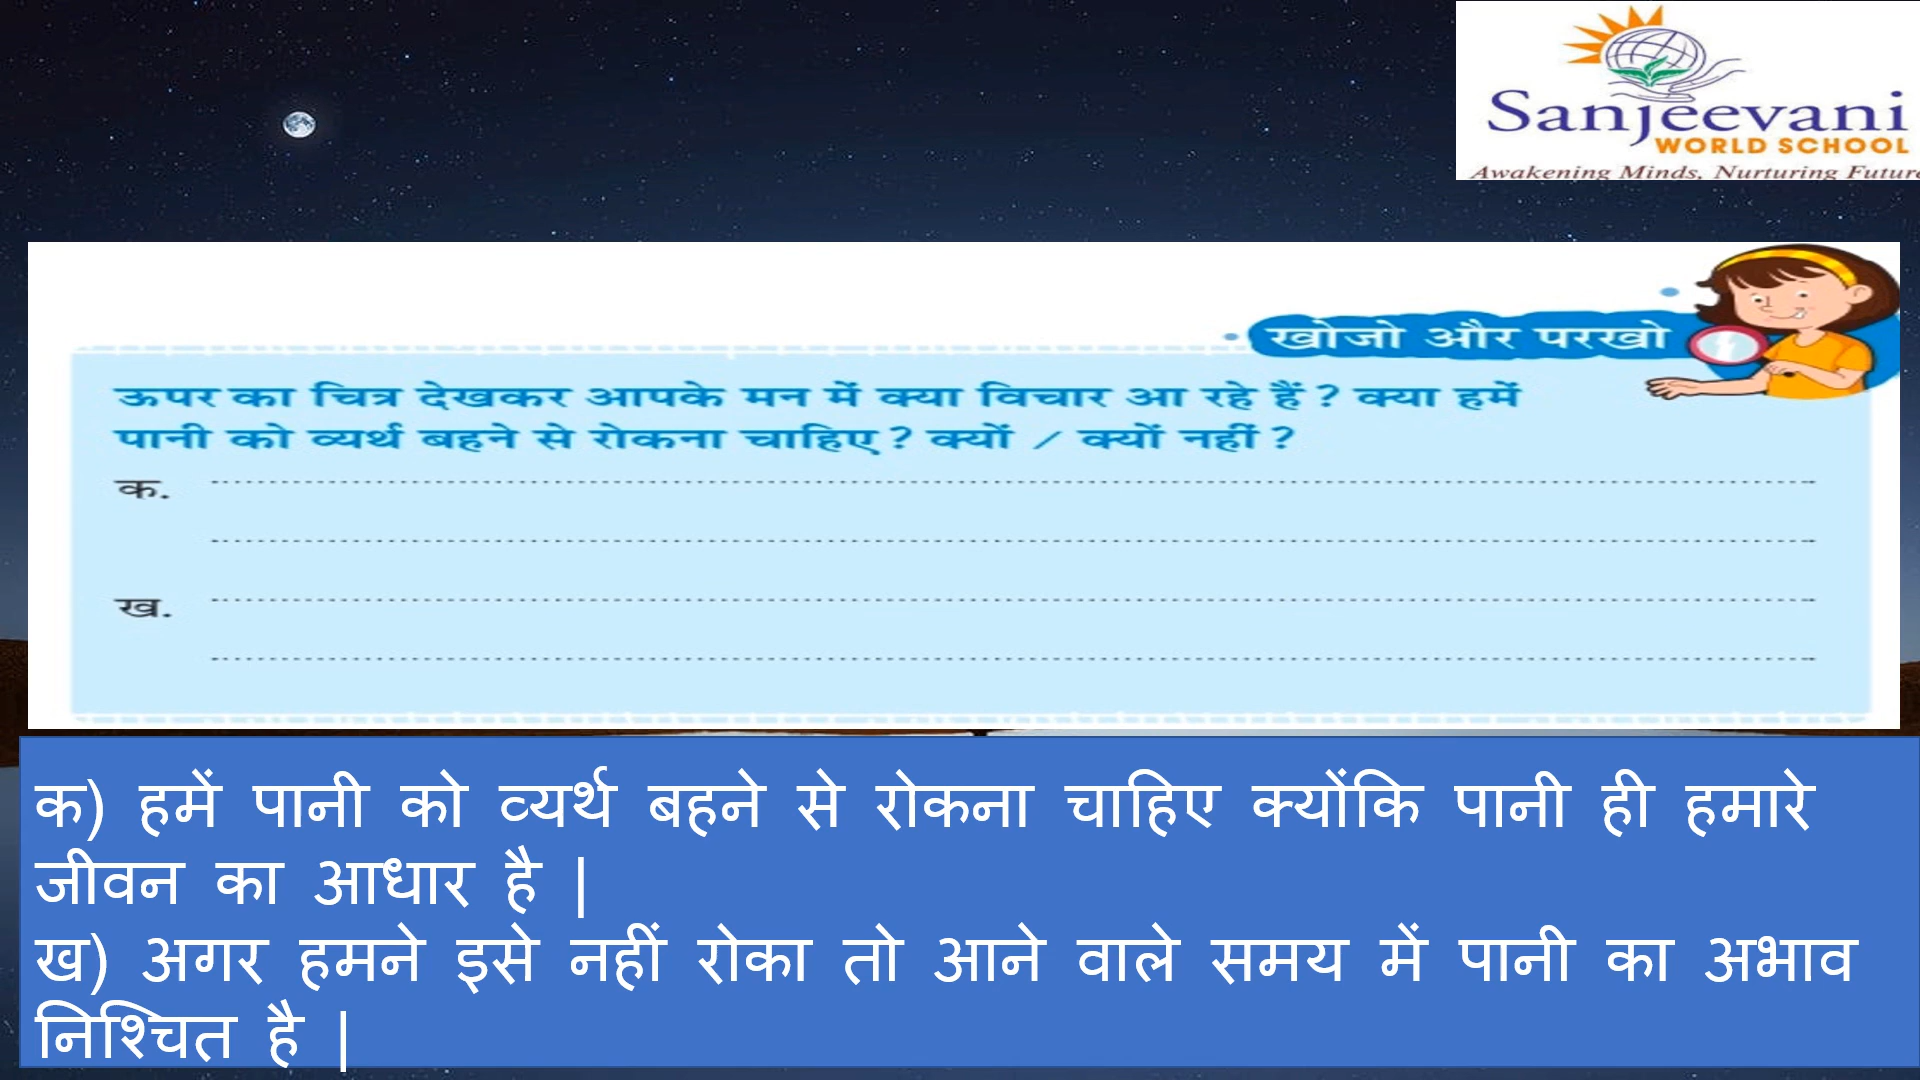 Sanjeevani
WORLD SCHOOL
Awakening Minds, Nurturing Future
खोजो और परखो
ऊपर का चित्र देखकर आपके मन में क्या विचार आ रहे हैं ? क्या हमें
पानी को व्यर्थ बहने से रोकना चाहिए ? क्यों / क्यों नहीं ?
क.
ख.
क) हमें पानी को व्यर्थ बहने से रोकना चाहिए क्योंकि पानी ही हमारे
जीवन का आधार है |
ख) अगर हमने इसे नहीं रोका तो आने वाले समय में पानी का अभाव
निश्चित है |